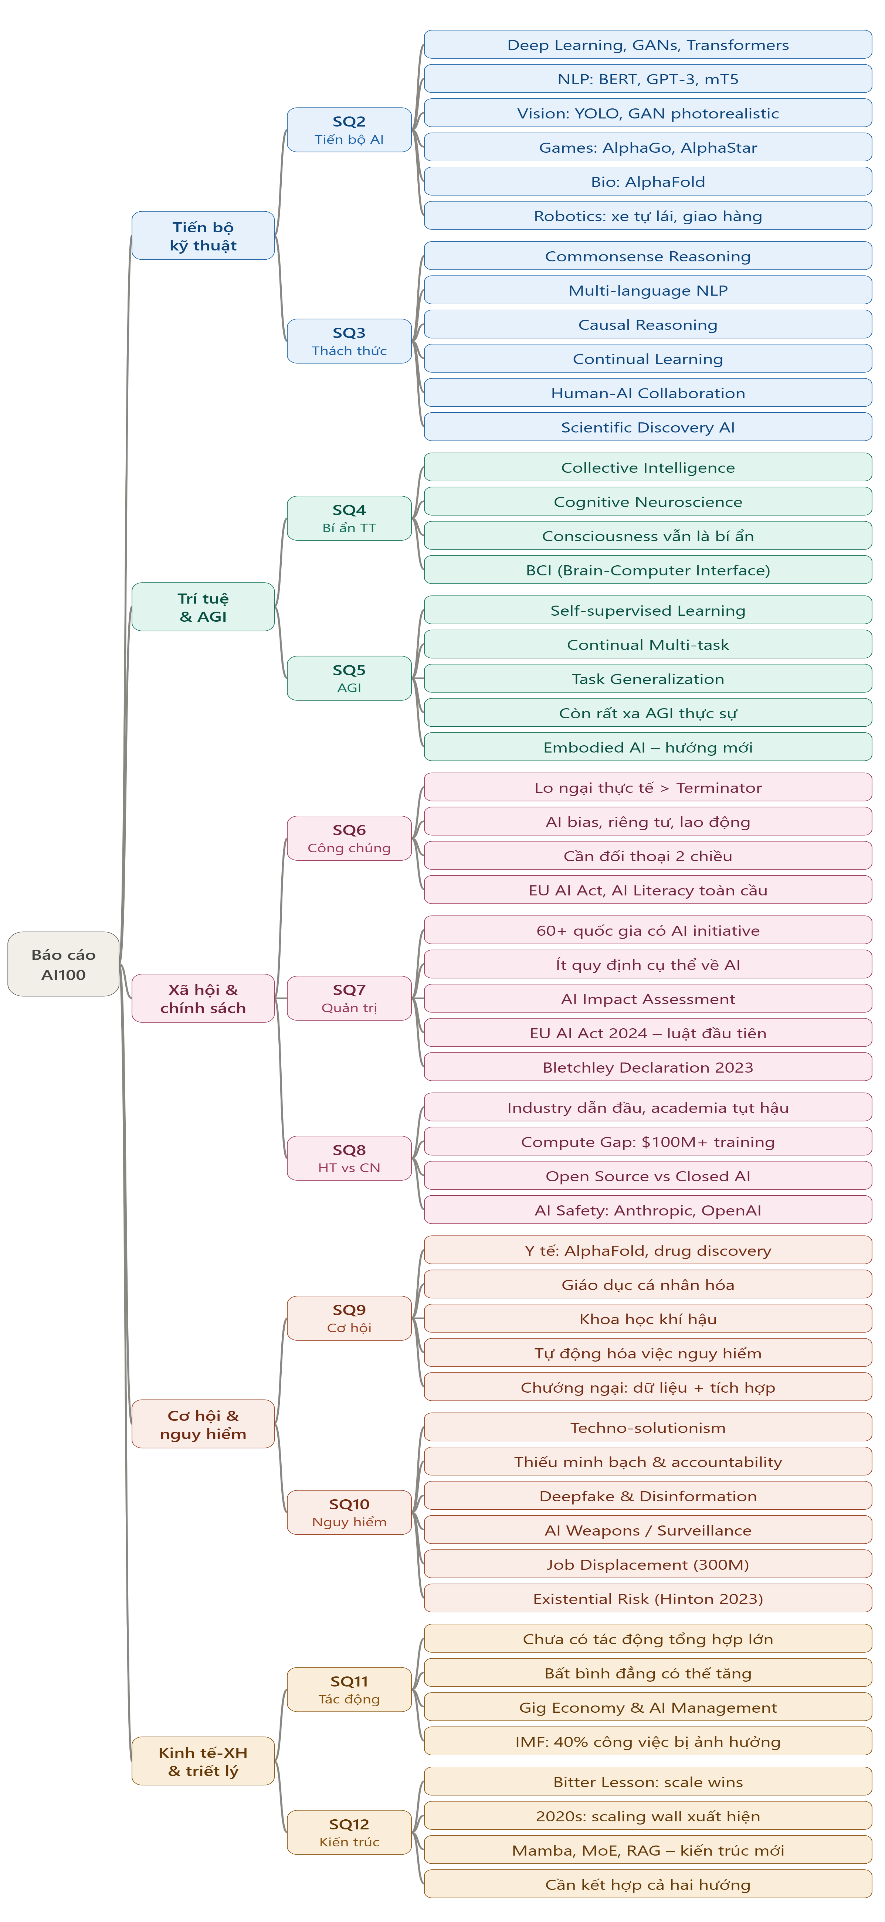 Báo cáo
AI100
Tiến bộ
kỹ thuật
SQ2
Tiến bộ AI
Deep Learning, GANs, Transformers
NLP: BERT, GPT-3, mT5
Vision: YOLO, GAN photorealistic
Games: AlphaGo, AlphaStar
Bio: AlphaFold
Robotics: xe tự lái, giao hàng
SQ3
Thách thức
Commonsense Reasoning
Multi-language NLP
Causal Reasoning
Continual Learning
Human-AI Collaboration
Scientific Discovery AI
Trí tuệ
& AGI
SQ4
Bí ẩn TT
Collective Intelligence
Cognitive Neuroscience
Consciousness vẫn là bí ẩn
BCI (Brain-Computer Interface)
SQ5
AGI
Self-supervised Learning
Continual Multi-task
Task Generalization
Còn rất xa AGI thực sự
Embodied AI – hướng mới
Xã hội &
chính sách
SQ6
Công chúng
Lo ngại thực tế > Terminator
AI bias, riêng tư, lao động
Cần đối thoại 2 chiều
EU AI Act, AI Literacy toàn cầu
SQ7
Quản trị
60+ quốc gia có AI initiative
Ít quy định cụ thể về AI
AI Impact Assessment
EU AI Act 2024 – luật đầu tiên
Bletchley Declaration 2023
SQ8
HT vs CN
Industry dẫn đầu, academia tụt hậu
Compute Gap: $100M+ training
Open Source vs Closed AI
AI Safety: Anthropic, OpenAI
Cơ hội &
nguy hiểm
SQ9
Cơ hội
Y tế: AlphaFold, drug discovery
Giáo dục cá nhân hóa
Khoa học khí hậu
Tự động hóa việc nguy hiểm
Chướng ngại: dữ liệu + tích hợp
SQ10
Nguy hiểm
Techno-solutionism
Thiếu minh bạch & accountability
Deepfake & Disinformation
AI Weapons / Surveillance
Job Displacement (300M)
Existential Risk (Hinton 2023)
Kinh tế-XH
& triết lý
SQ11
Tác động
Chưa có tác động tổng hợp lớn
Bất bình đẳng có thể tăng
Gig Economy & AI Management
IMF: 40% công việc bị ảnh hưởng
SQ12
Kiến trúc
Bitter Lesson: scale wins
2020s: scaling wall xuất hiện
Mamba, MoE, RAG – kiến trúc mới
Cần kết hợp cả hai hướng